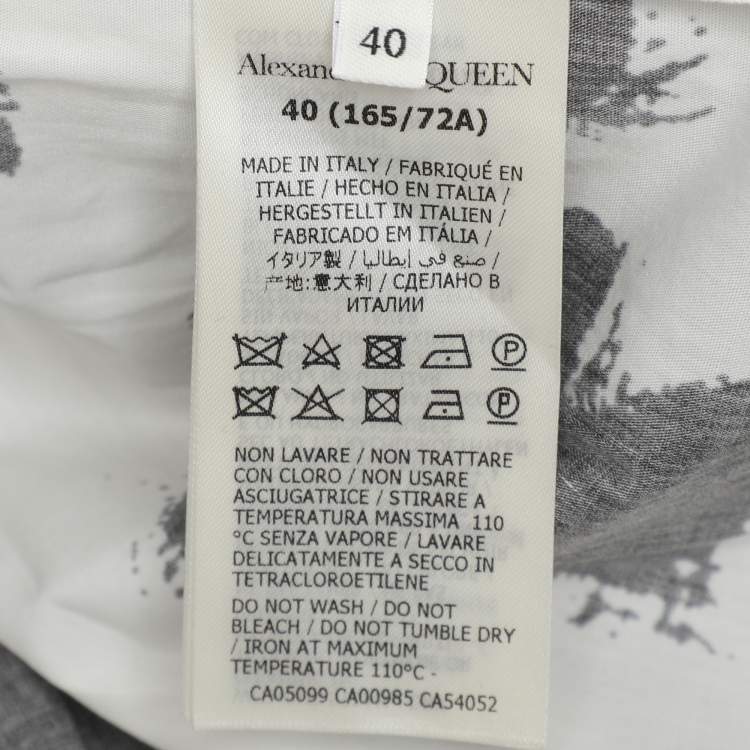 40
Alexan QUEEN
40 (165/72A)
MADE IN ITALY / FABRIQUÉ EN
ITALIE / HECHO EN ITALIA /
HERGESTELLT IN ITALIEN /
FABRICADO EM ITÁLIA /
イタリア製 / صنع في إيطاليا /
产地:意大利 / СДЕЛАНО В
ИТАЛИИ
P
P
NON LAVARE / NON TRATTARE
CON CLORO / NON USARE
ASCIUGATRICE / STIRARE A
TEMPERATURA MASSIMA 110
°C SENZA VAPORE / LAVARE
DELICATAMENTE A SECCO IN
TETRACLOROETILENE
DO NOT WASH / DO NOT
BLEACH / DO NOT TUMBLE DRY
/ IRON AT MAXIMUM
TEMPERATURE 110°C -
CA05099 CA00985 CA54052